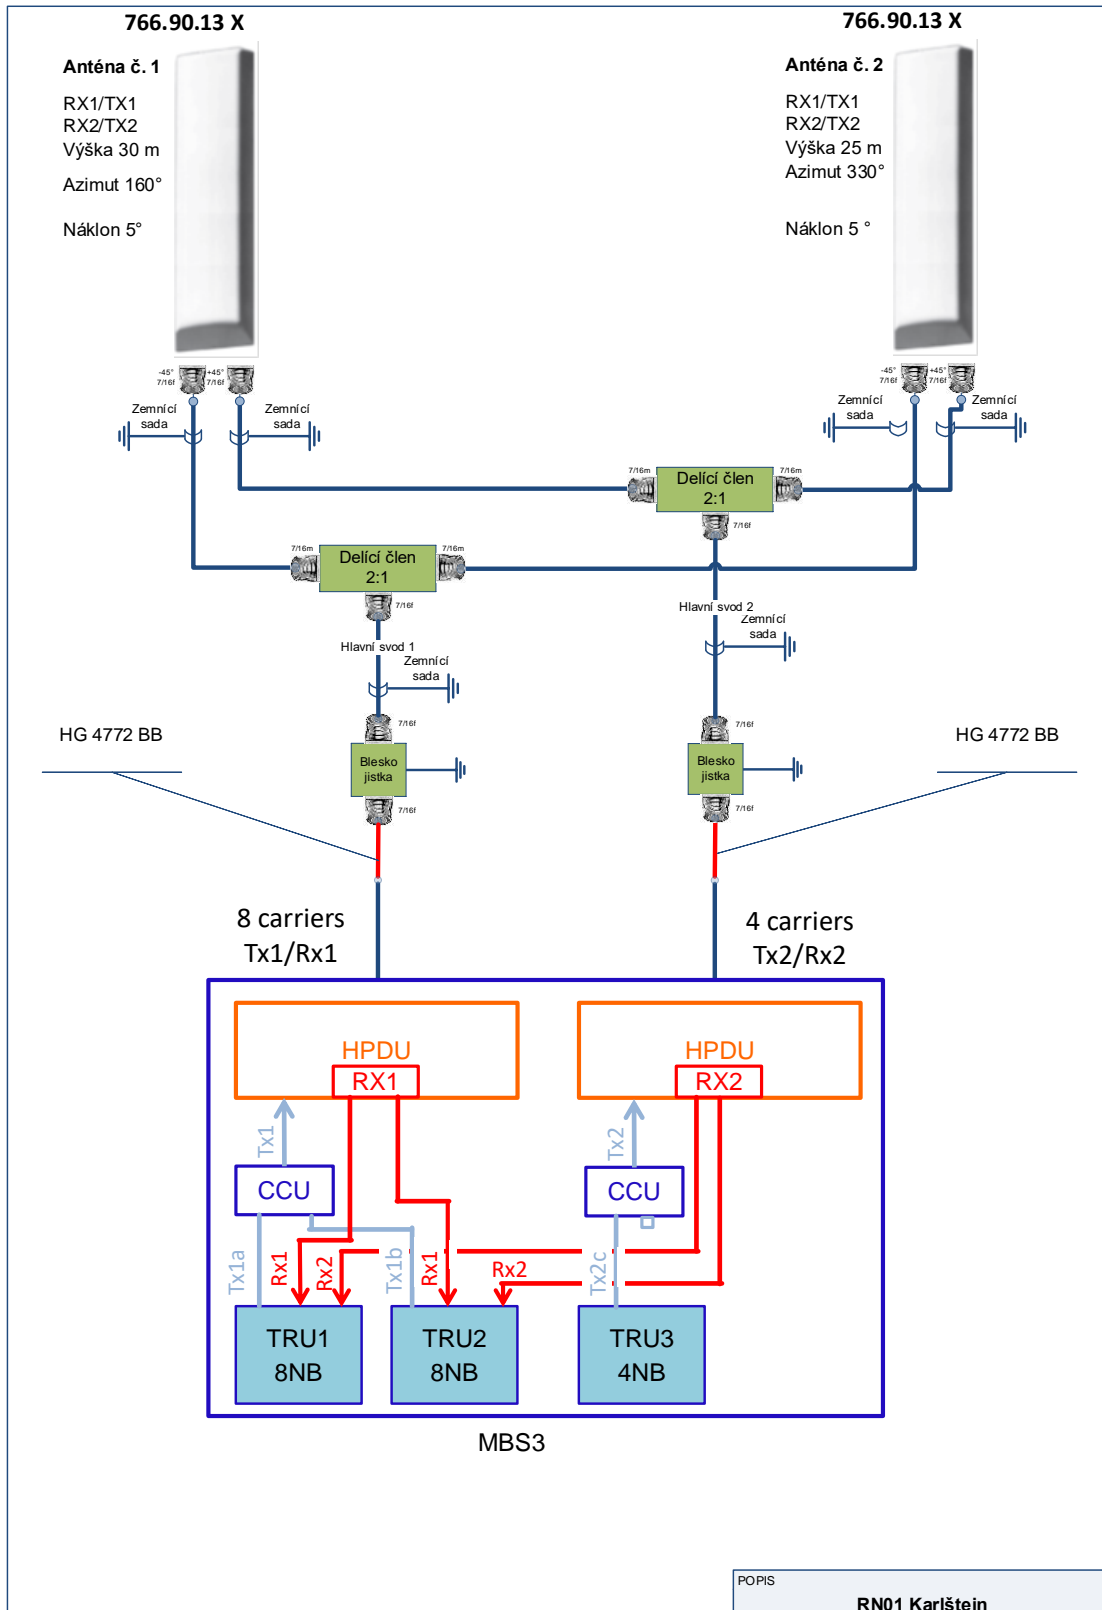 766.90.13 X
Anténa č. 1
RX1/TX1
RX2/TX2
Výška 30 m
Azimut 160°
Náklon 5°
766.90.13 X
Anténa č. 2
RX1/TX1
RX2/TX2
Výška 25 m
Azimut 330°
Náklon 5 °
-45°
7/16f
+45°
7/16f
-45°
7/16f
+45°
7/16f
Zemnící
sada
Zemnící
sada
Zemnící
sada
Zemnící
sada
7/16m
Delící člen
2:1
7/16m
7/16f
7/16m
Delící člen
2:1
7/16m
7/16f
Hlavní svod 2
Zemnící
sada
Hlavní svod 1
Zemnící
sada
7/16f
7/16f
HG 4772 BB
Blesko
jistka
Blesko
jistka
HG 4772 BB
7/16f
7/16f
8 carriers
Tx1/Rx1
4 carriers
Tx2/Rx2
HPDU
RX1
HPDU
RX2
Tx1
Tx2
CCU
CCU
Tx1a
Rx1
Rx2
Tx1b
Rx1
Rx2
Tx2c
TRU1
8NB
TRU2
8NB
TRU3
4NB
MBS3
POPIS
RN01 Karlštejn